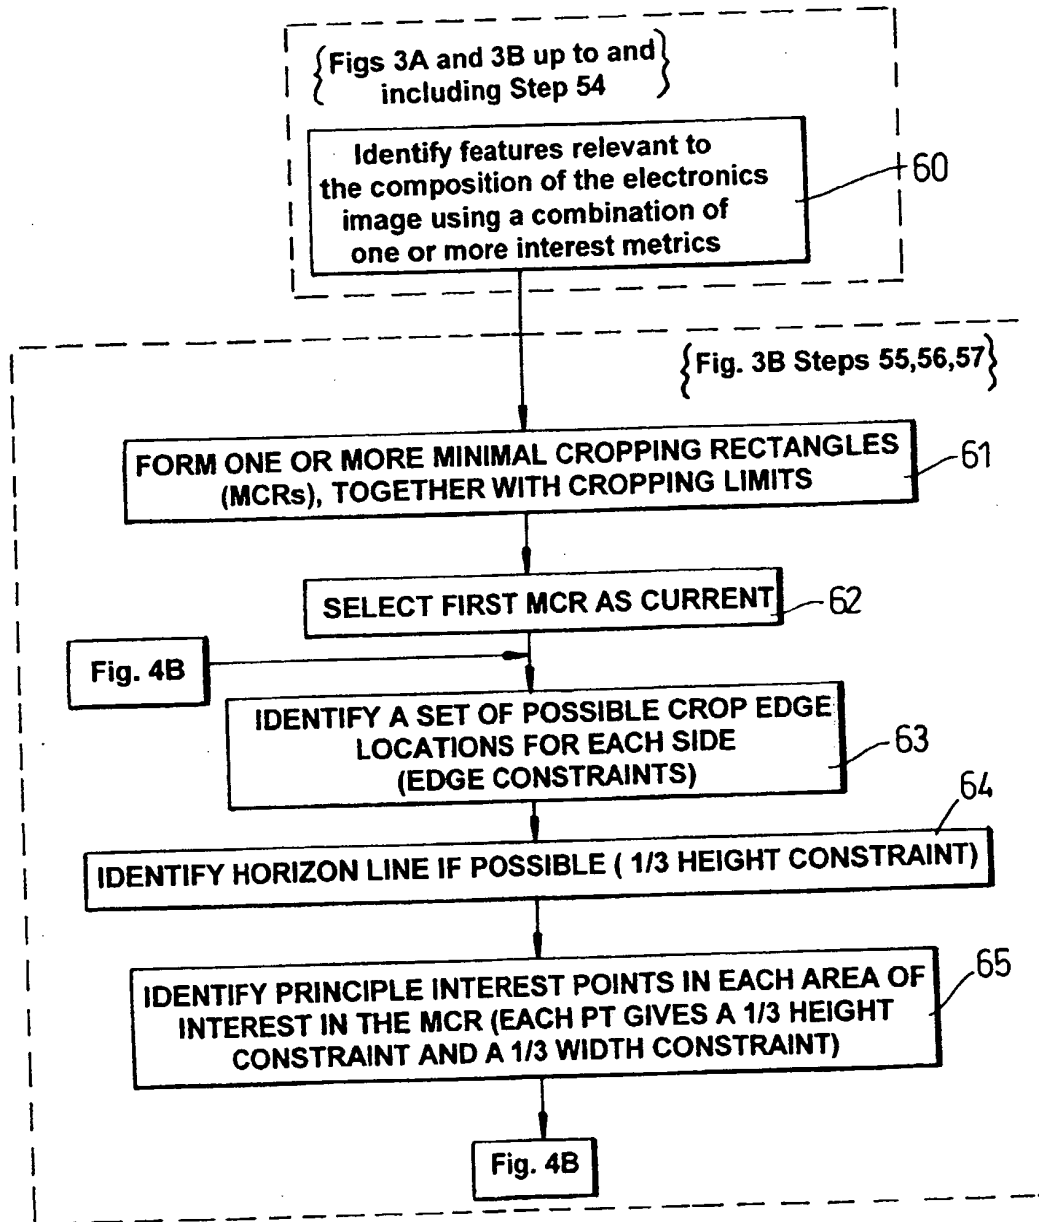 {Figs 3A and 3B up to and
including Step 54}
Identify features relevant to
the composition of the electronics
image using a combination of
one or more interest metrics
60
{Fig. 3B Steps 55,56,57}
FORM ONE OR MORE MINIMAL CROPPING RECTANGLES
(MCRs), TOGETHER WITH CROPPING LIMITS
61
SELECT FIRST MCR AS CURRENT
62
Fig. 4B
IDENTIFY A SET OF POSSIBLE CROP EDGE
LOCATIONS FOR EACH SIDE
(EDGE CONSTRAINTS)
63
64
IDENTIFY HORIZON LINE IF POSSIBLE ( 1/3 HEIGHT CONSTRAINT)
65
IDENTIFY PRINCIPLE INTEREST POINTS IN EACH AREA OF
INTEREST IN THE MCR (EACH PT GIVES A 1/3 HEIGHT
CONSTRAINT AND A 1/3 WIDTH CONSTRAINT)
Fig. 4B